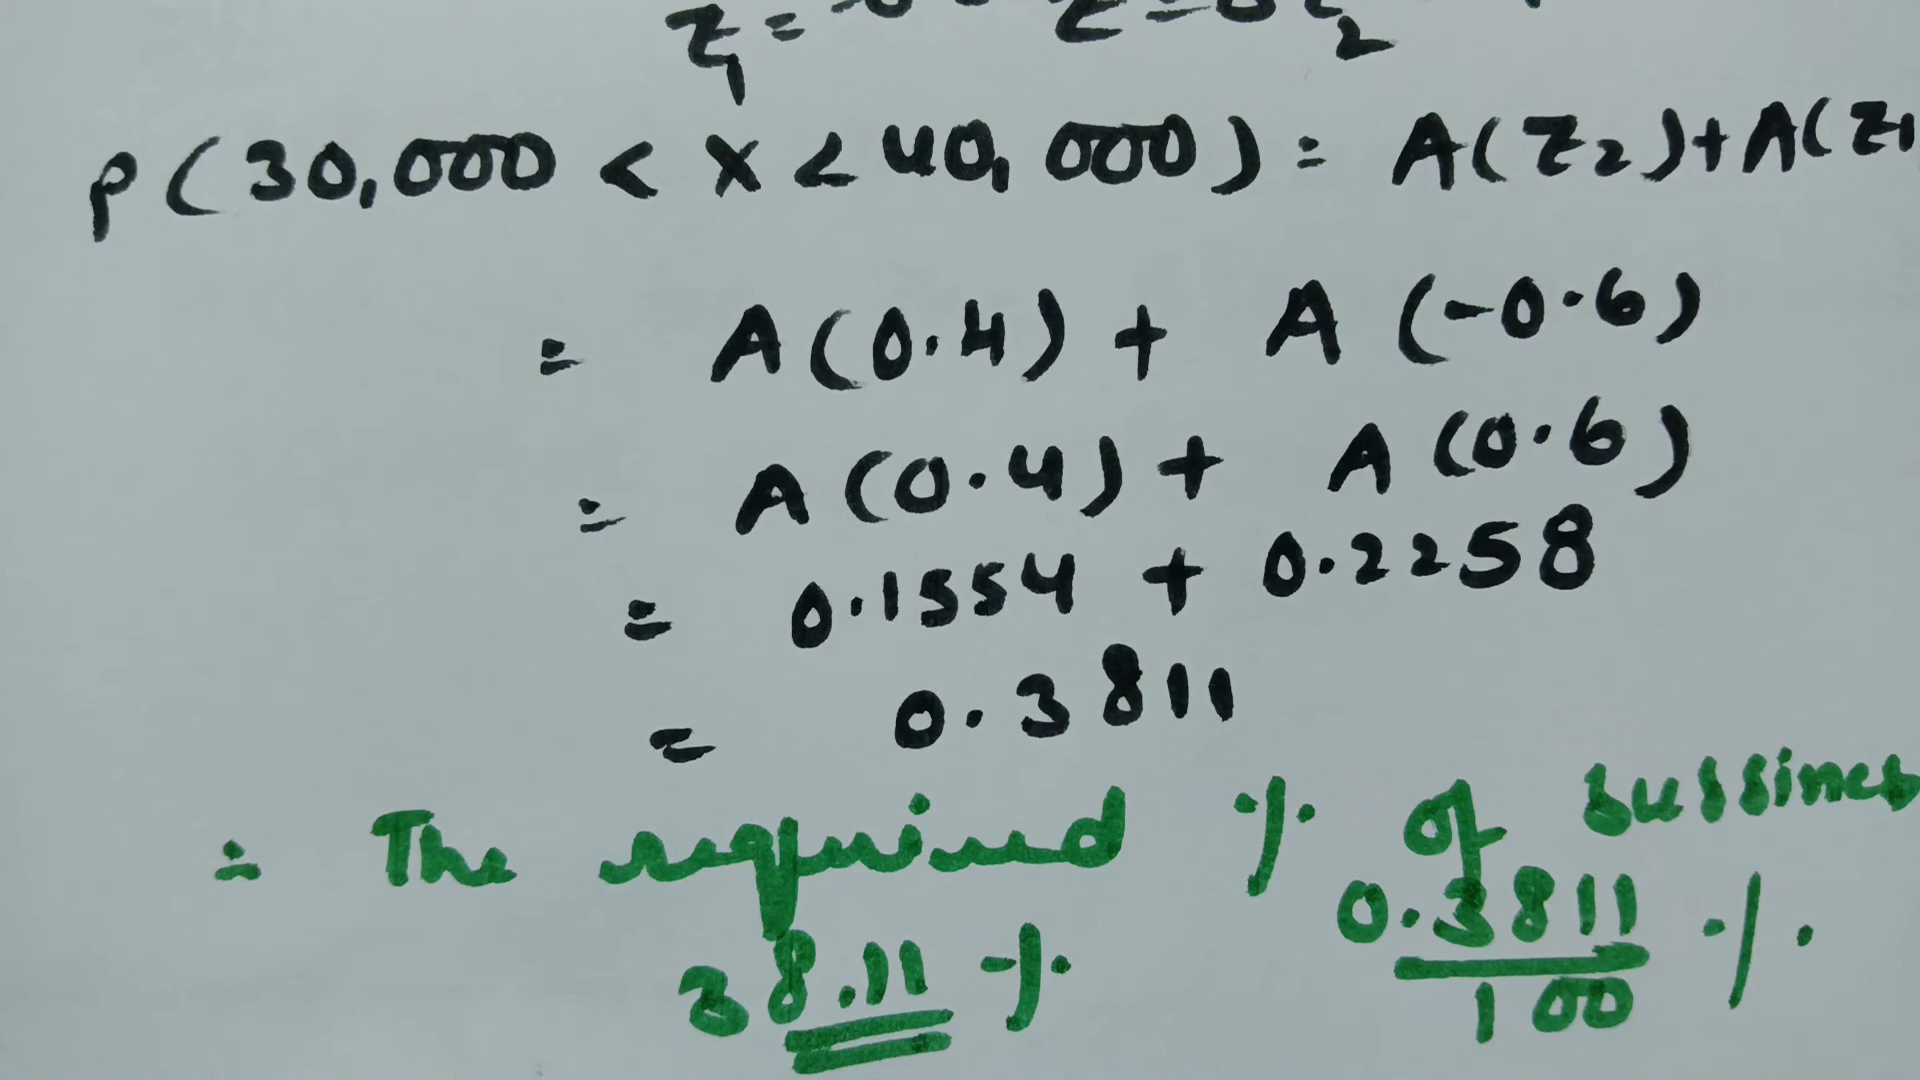 P(30,000 < X < 40,000) = A(Z2) + A(Z1
= A(0.4) + A(-0.6)
= A(0.4) + A(0.6)
= 0.1554 + 0.2258
= 0.3811
∴ The required % of bussines
0.3811/100 %.
38.11 %